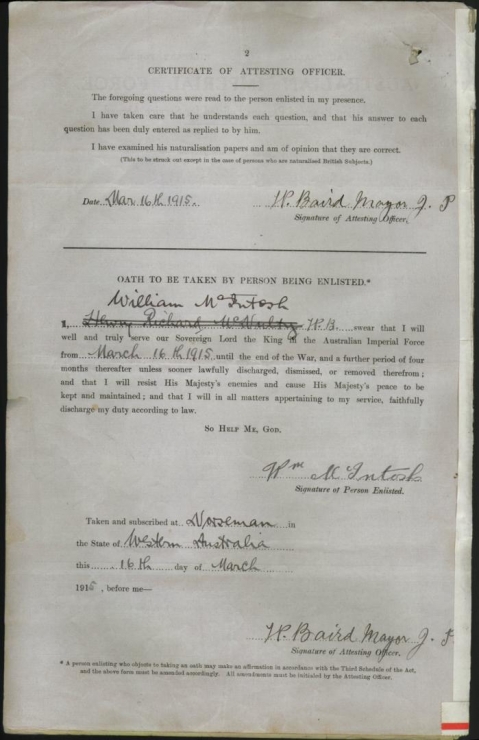 2
CERTIFICATE OF ATTESTING OFFICER.
The foregoing questions were read to the person enlisted in my presence.
I have taken care that he understands each question, and that his answer to each
question has been duly entered as replied to by him.
I have examined his naturalisation papers and am of opinion that they are correct.
(This to be struck out except in the case of persons who are naturalised British Subjects.)
Date Mar 16th 1915. H. Baird Mayor J. P
Signature of Attesting Officer.
OATH TO BE TAKEN BY PERSON BEING ENLISTED.*
William McIntosh
I, Henry Richard McNulty H.B. swear that I will
well and truly serve our Sovereign Lord the King in the Australian Imperial Force
from March 16th 1915 until the end of the War, and a further period of four
months thereafter unless sooner lawfully discharged, dismissed, or removed therefrom;
and that I will resist His Majesty's enemies and cause His Majesty's peace to be
kept and maintained; and that I will in all matters appertaining to my service, faithfully
discharge my duty according to law.
SO HELP ME, GOD.
Wm McIntosh
Signature of Person Enlisted.
Taken and subscribed at Norseman in
the State of Western Australia
this 16th day of March
1915, before me—
H. Baird Mayor J. P
Signature of Attesting Officer.
* A person enlisting who objects to taking an oath may make an affirmation in accordance with the Third Schedule of the Act,
and the above form must be amended accordingly. All amendments must be initialed by the Attesting Officer.